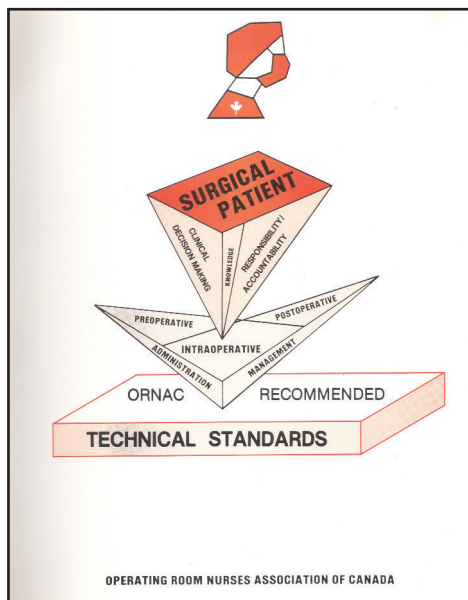 SURGICAL
PATIENT
CLINICAL
DECISION MAKING
KNOWLEDGE
RESPONSIBILITY/
ACCOUNTABILITY
PREOPERATIVE
POSTOPERATIVE
INTRAOPERATIVE
ADMINISTRATION
MANAGEMENT
ORNAC RECOMMENDED
TECHNICAL STANDARDS
OPERATING ROOM NURSES ASSOCIATION OF CANADA